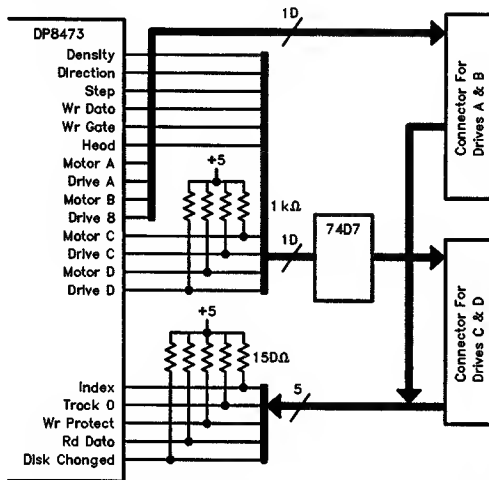 DP8473
1D
Density
Direction
Step
Wr Dato
Wr Gate
Head
Motor A
Drive A
Motor B
Drive B
Motor C
Drive C
Motor D
Drive D
+5
1 kΩ
1D
74D7
Connector For
Drives A & B
Connector For
Drives C & D
+5
15DΩ
Index
Track 0
Wr Protect
Rd Dato
Disk Chonged
5